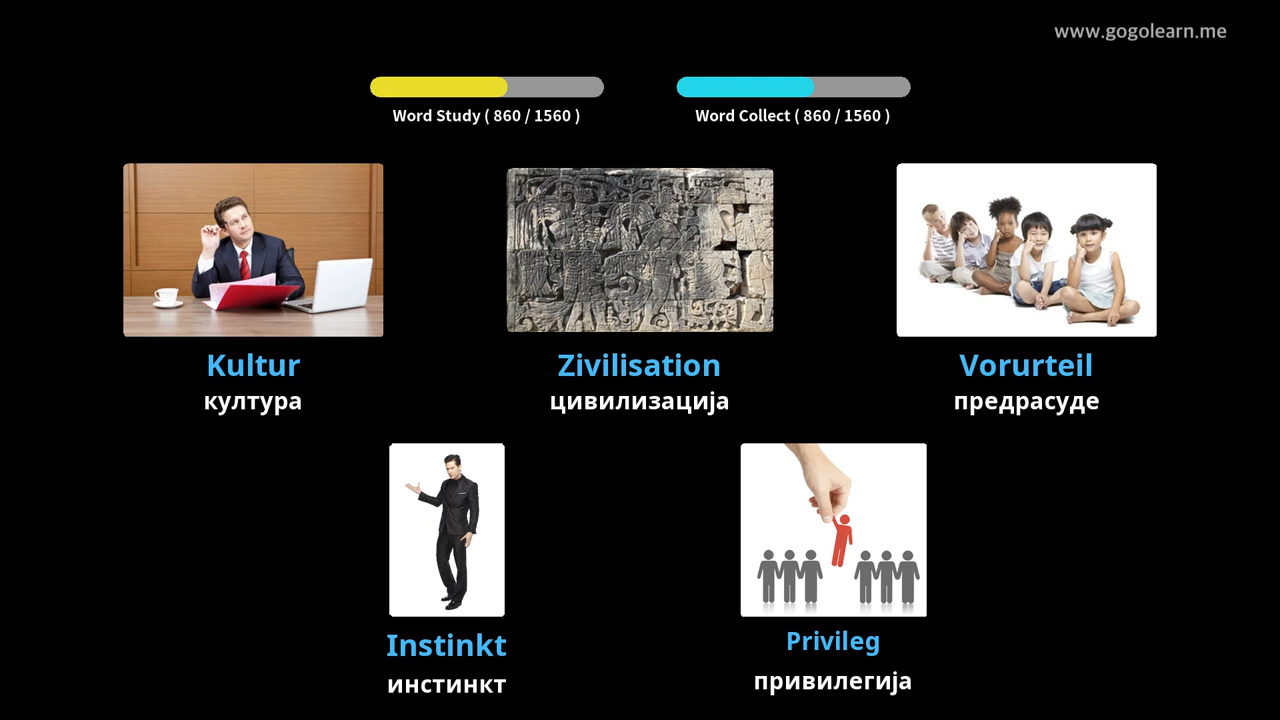 www.gogolearn.me
Word Study ( 860 / 1560 )
Word Collect ( 860 / 1560 )
Kultur
култура
Zivilisation
цивилизација
Vorurteil
предрасуде
Instinkt
инстинкт
Privileg
привилегија